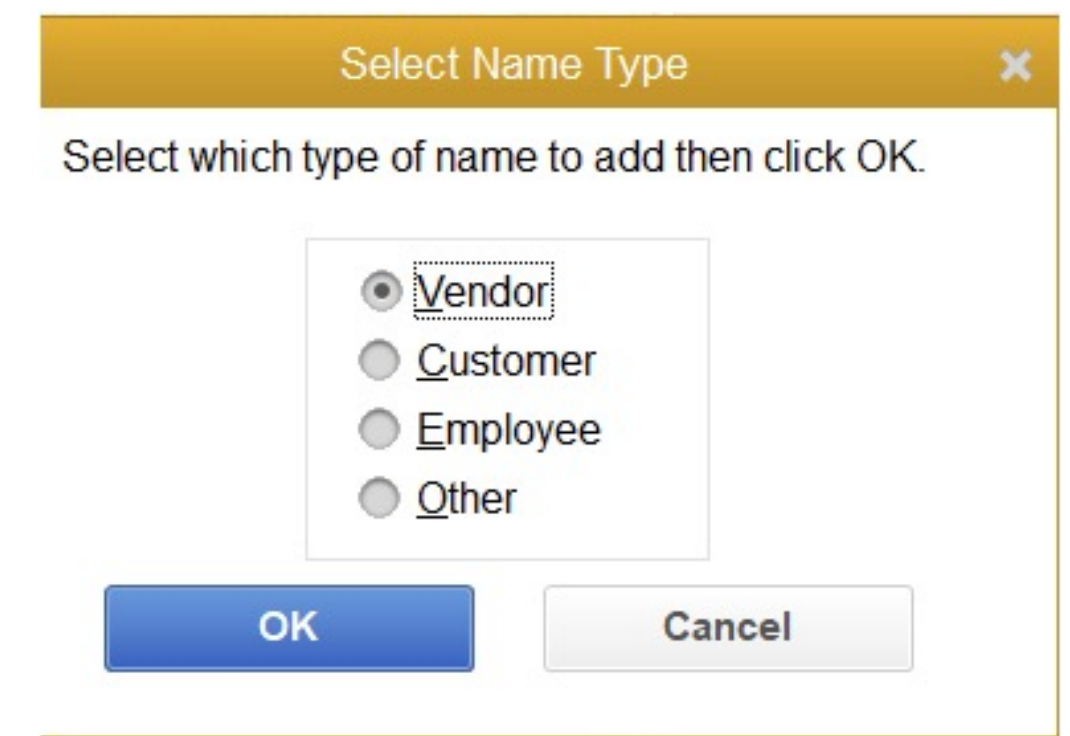 Select Name Type
Select which type of name to add then click OK.
Vendor
Customer
Employee
Other
OK
Cancel